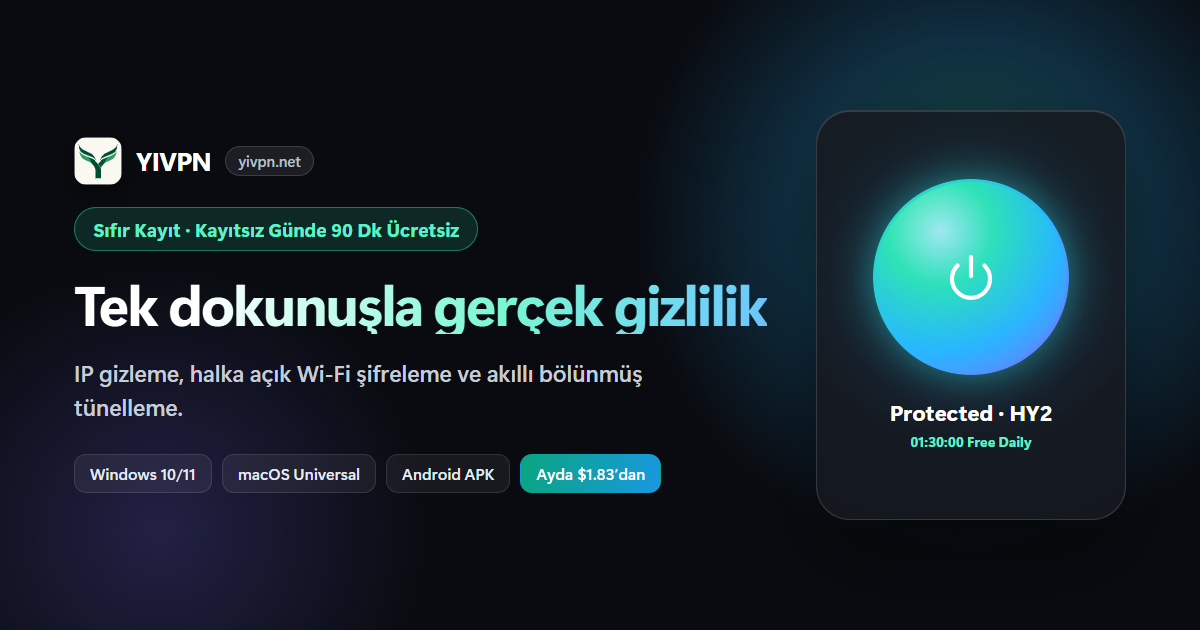 YIVPN
yivpn.net
Sıfır Kayıt · Kayıtsız Günde 90 Dk Ücretsiz
Tek dokunuşla gerçek gizlilik
IP gizleme, halka açık Wi-Fi şifreleme ve akıllı bölünmüş
tünelleme.
Windows 10/11
macOS Universal
Android APK
Ayda $1.83’dan
Protected · HY2
01:30:00 Free Daily